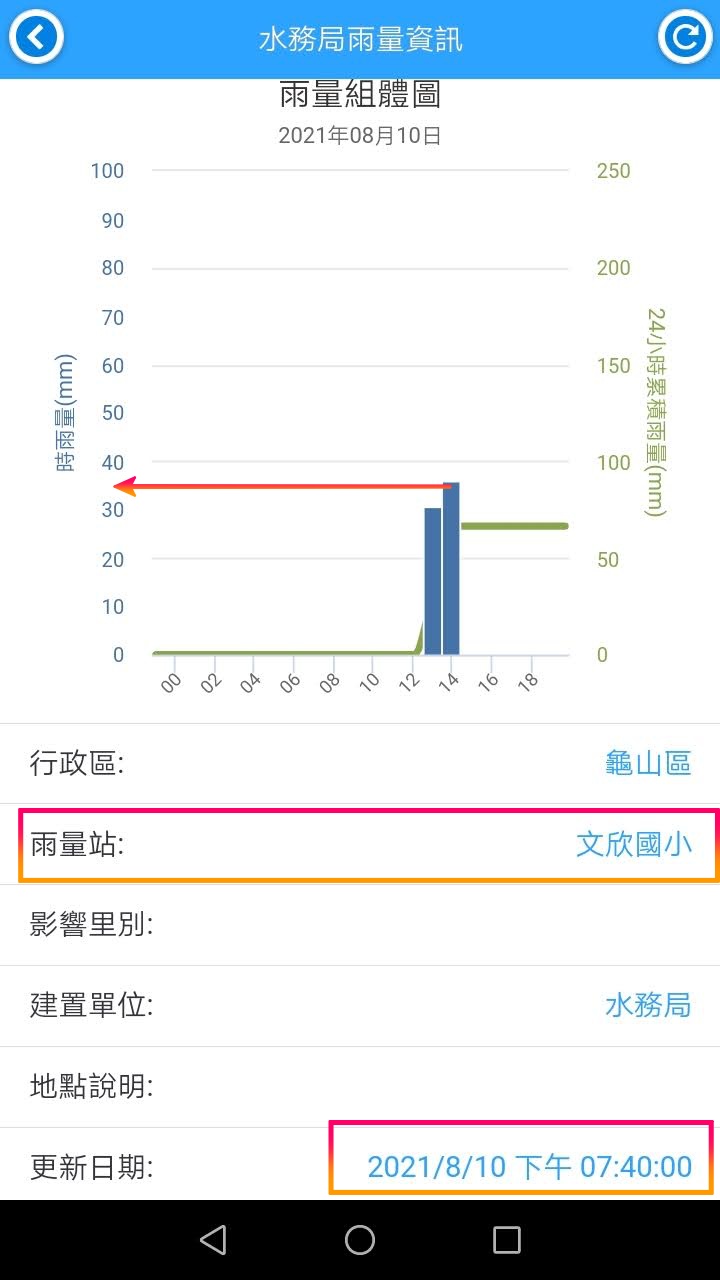 水務局雨量資訊
雨量組體圖
2021年08月10日
100
90
80
70
60
50
40
30
20
10
0
時雨量(mm)
250
200
150
100
50
0
24小時累積雨量(mm)
00 02 04 06 08 10 12 14 16 18
行政區: 龜山區
雨量站: 文欣國小
影響里別:
建置單位: 水務局
地點說明:
更新日期: 2021/8/10 下午 07:40:00